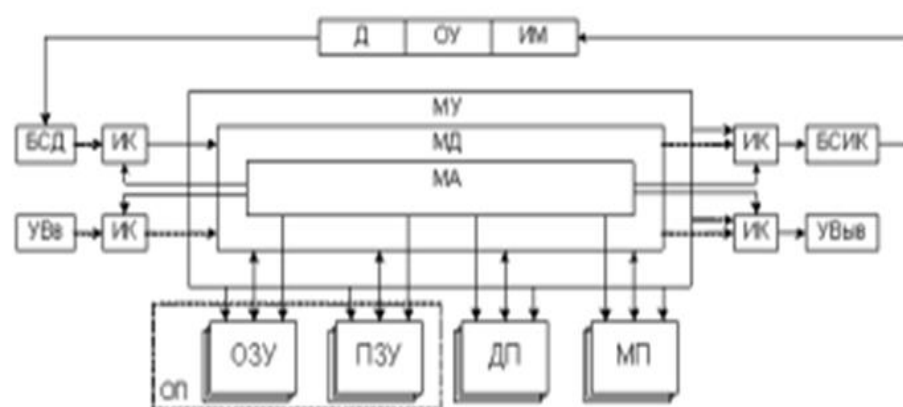 Д ОУ ИМ
МУ
БСД ИК МД ИК БСИК
МА
УВв ИК ИК УВыв
ОЗУ ПЗУ ДП МП
ОП